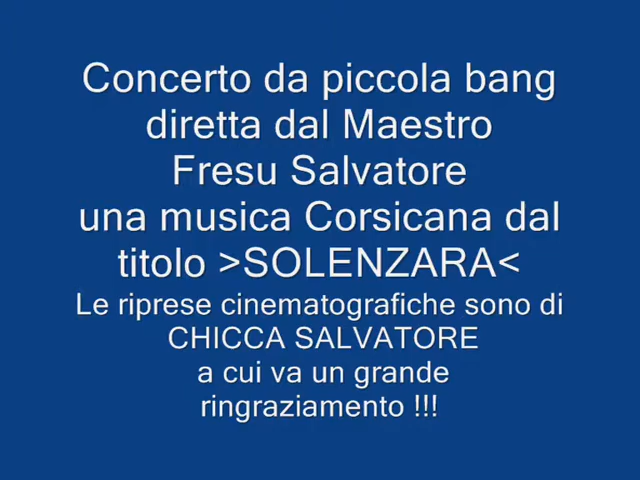 Concerto da piccola bang
diretta dal Maestro
Fresu Salvatore
una musica Corsicana dal
titolo >SOLENZARA<
Le riprese cinematografiche sono di
CHICCA SALVATORE
a cui va un grande
ringraziamento !!!